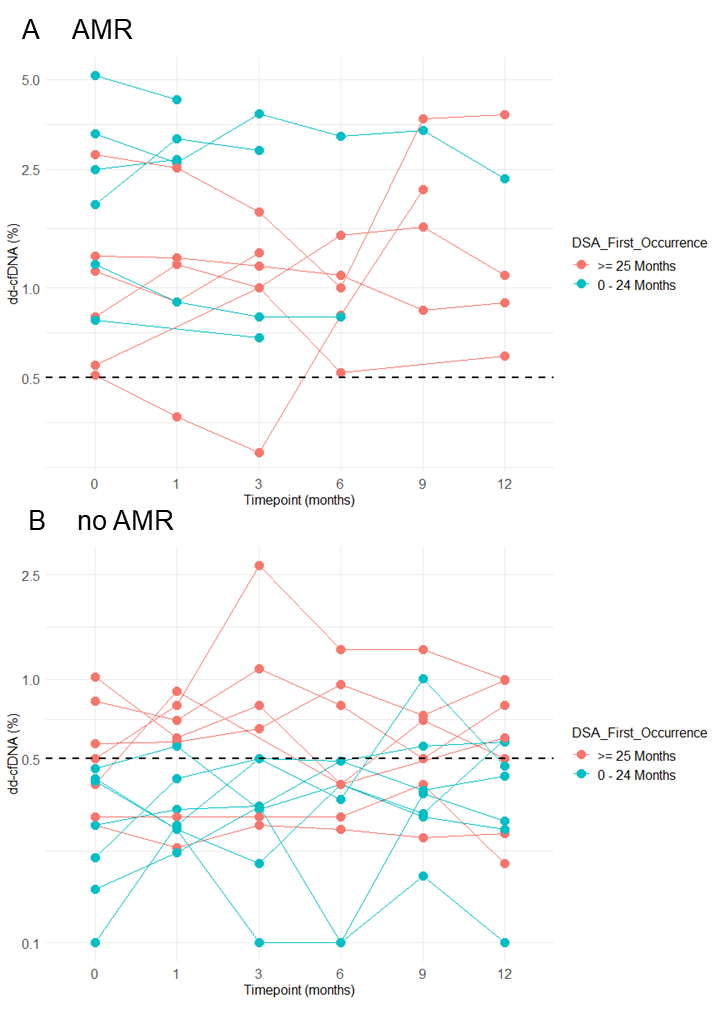 A AMR
5.0
2.5
1.0
0.5
dd-cfDNA (%)
0 1 3 6 9 12
Timepoint (months)
DSA_First_Occurrence
>= 25 Months
0 - 24 Months
B no AMR
2.5
1.0
0.5
0.1
dd-cfDNA (%)
0 1 3 6 9 12
Timepoint (months)
DSA_First_Occurrence
>= 25 Months
0 - 24 Months